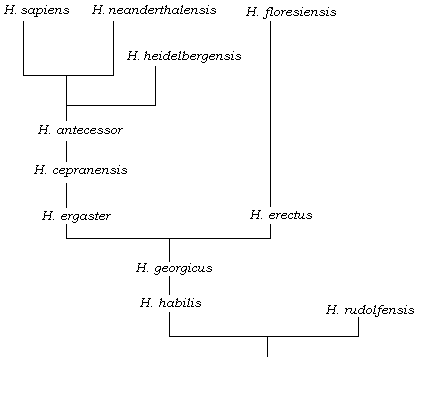 H. sapiens
H. neanderthalensis
H. floresiensis
H. heidelbergensis
H. antecessor
H. cepranensis
H. ergaster
H. erectus
H. georgicus
H. habilis
H. rudolfensis